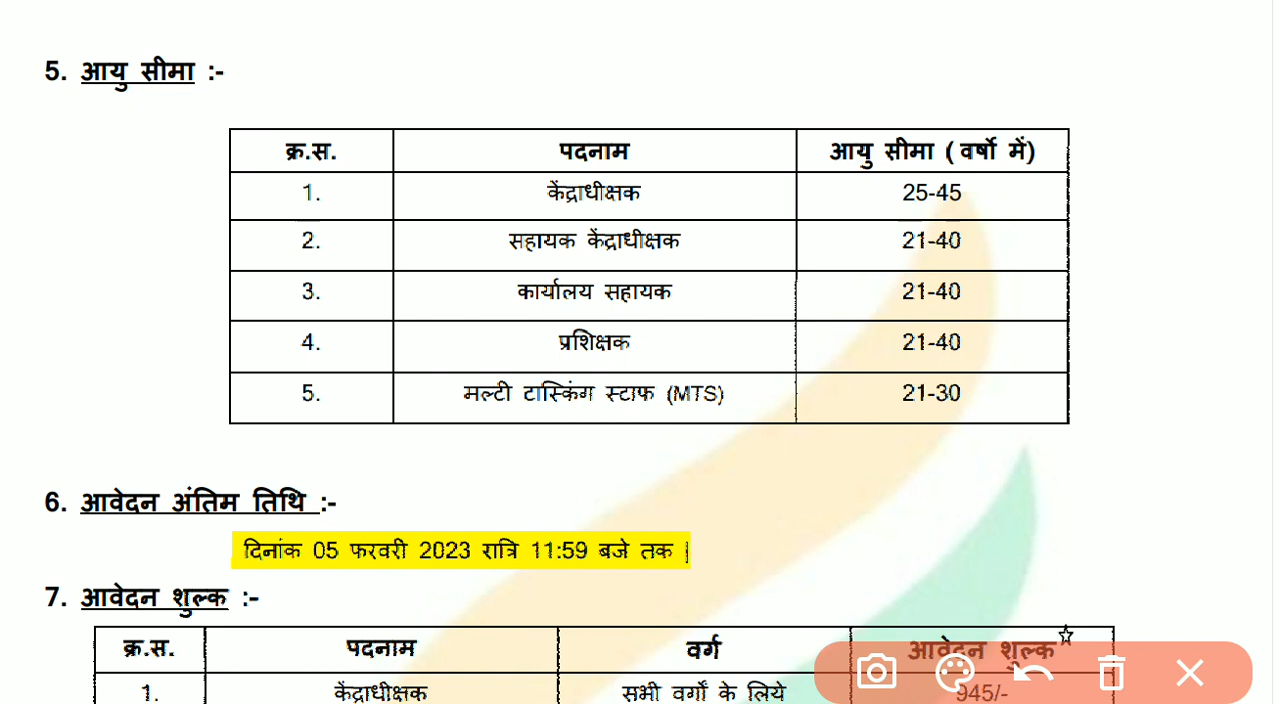 5. आयु सीमा :-
क्र.स. पदनाम आयु सीमा ( वर्षो में)
1. केंद्राधीक्षक 25-45
2. सहायक केंद्राधीक्षक 21-40
3. कार्यालय सहायक 21-40
4. प्रशिक्षक 21-40
5. मल्टी टास्किंग स्टाफ (MTS) 21-30
6. आवेदन अंतिम तिथि :-
दिनांक 05 फरवरी 2023 रात्रि 11:59 बजे तक |
7. आवेदन शुल्क :-
क्र.स. पदनाम वर्ग आवेदन शुल्क
1. केंद्राधीक्षक सभी वर्गों के लिये 945/-